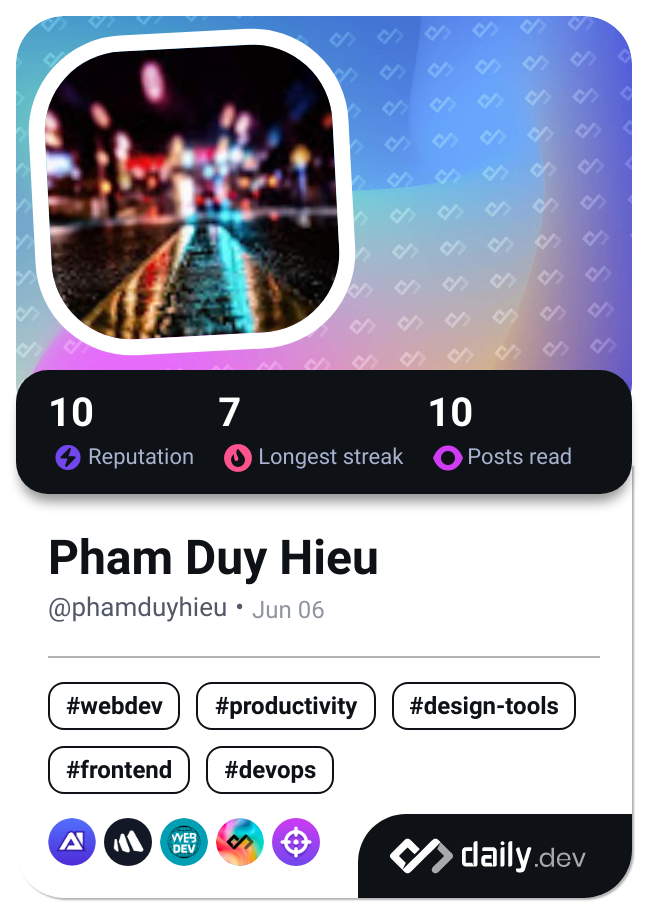 10 7 10
Reputation Longest streak Posts read
Pham Duy Hieu
@phamduyhieu • Jun 06
#webdev #productivity #design-tools
#frontend #devops
WEB
DEV
daily.dev